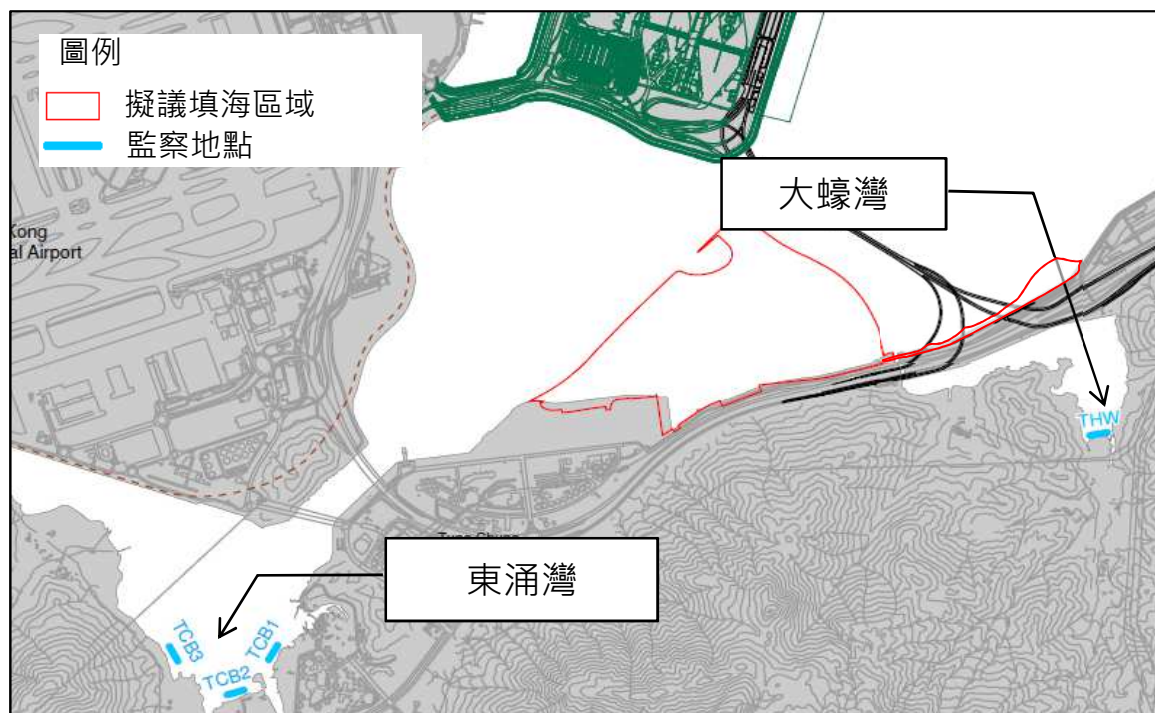 圖例
擬議填海區域
監察地點
大蠔灣
Kong
al Airport
THW
東涌灣
TCB3
TCB1
TCB2